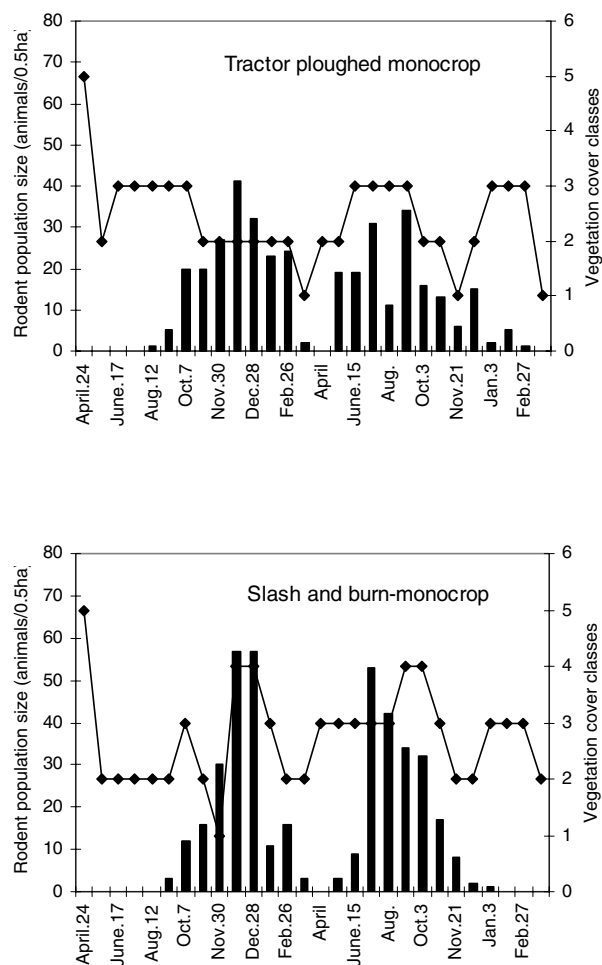 Tractor ploughed monocrop
Rodent population size (animals/0.5ha)
80
70
60
50
40
30
20
10
0
6
5
4
3
2
1
0
Vegetation cover classes
April.24
June.17
Aug.12
Oct.7
Nov.30
Dec.28
Feb.26
April
June.15
Aug.
Oct.3
Nov.21
Jan.3
Feb.27
Slash and burn-monocrop
Rodent population size (animals/0.5ha)
80
70
60
50
40
30
20
10
0
6
5
4
3
2
1
0
Vegetation cover classes
April.24
June.17
Aug.12
Oct.7
Nov.30
Dec.28
Feb.26
April
June.15
Aug.
Oct.3
Nov.21
Jan.3
Feb.27